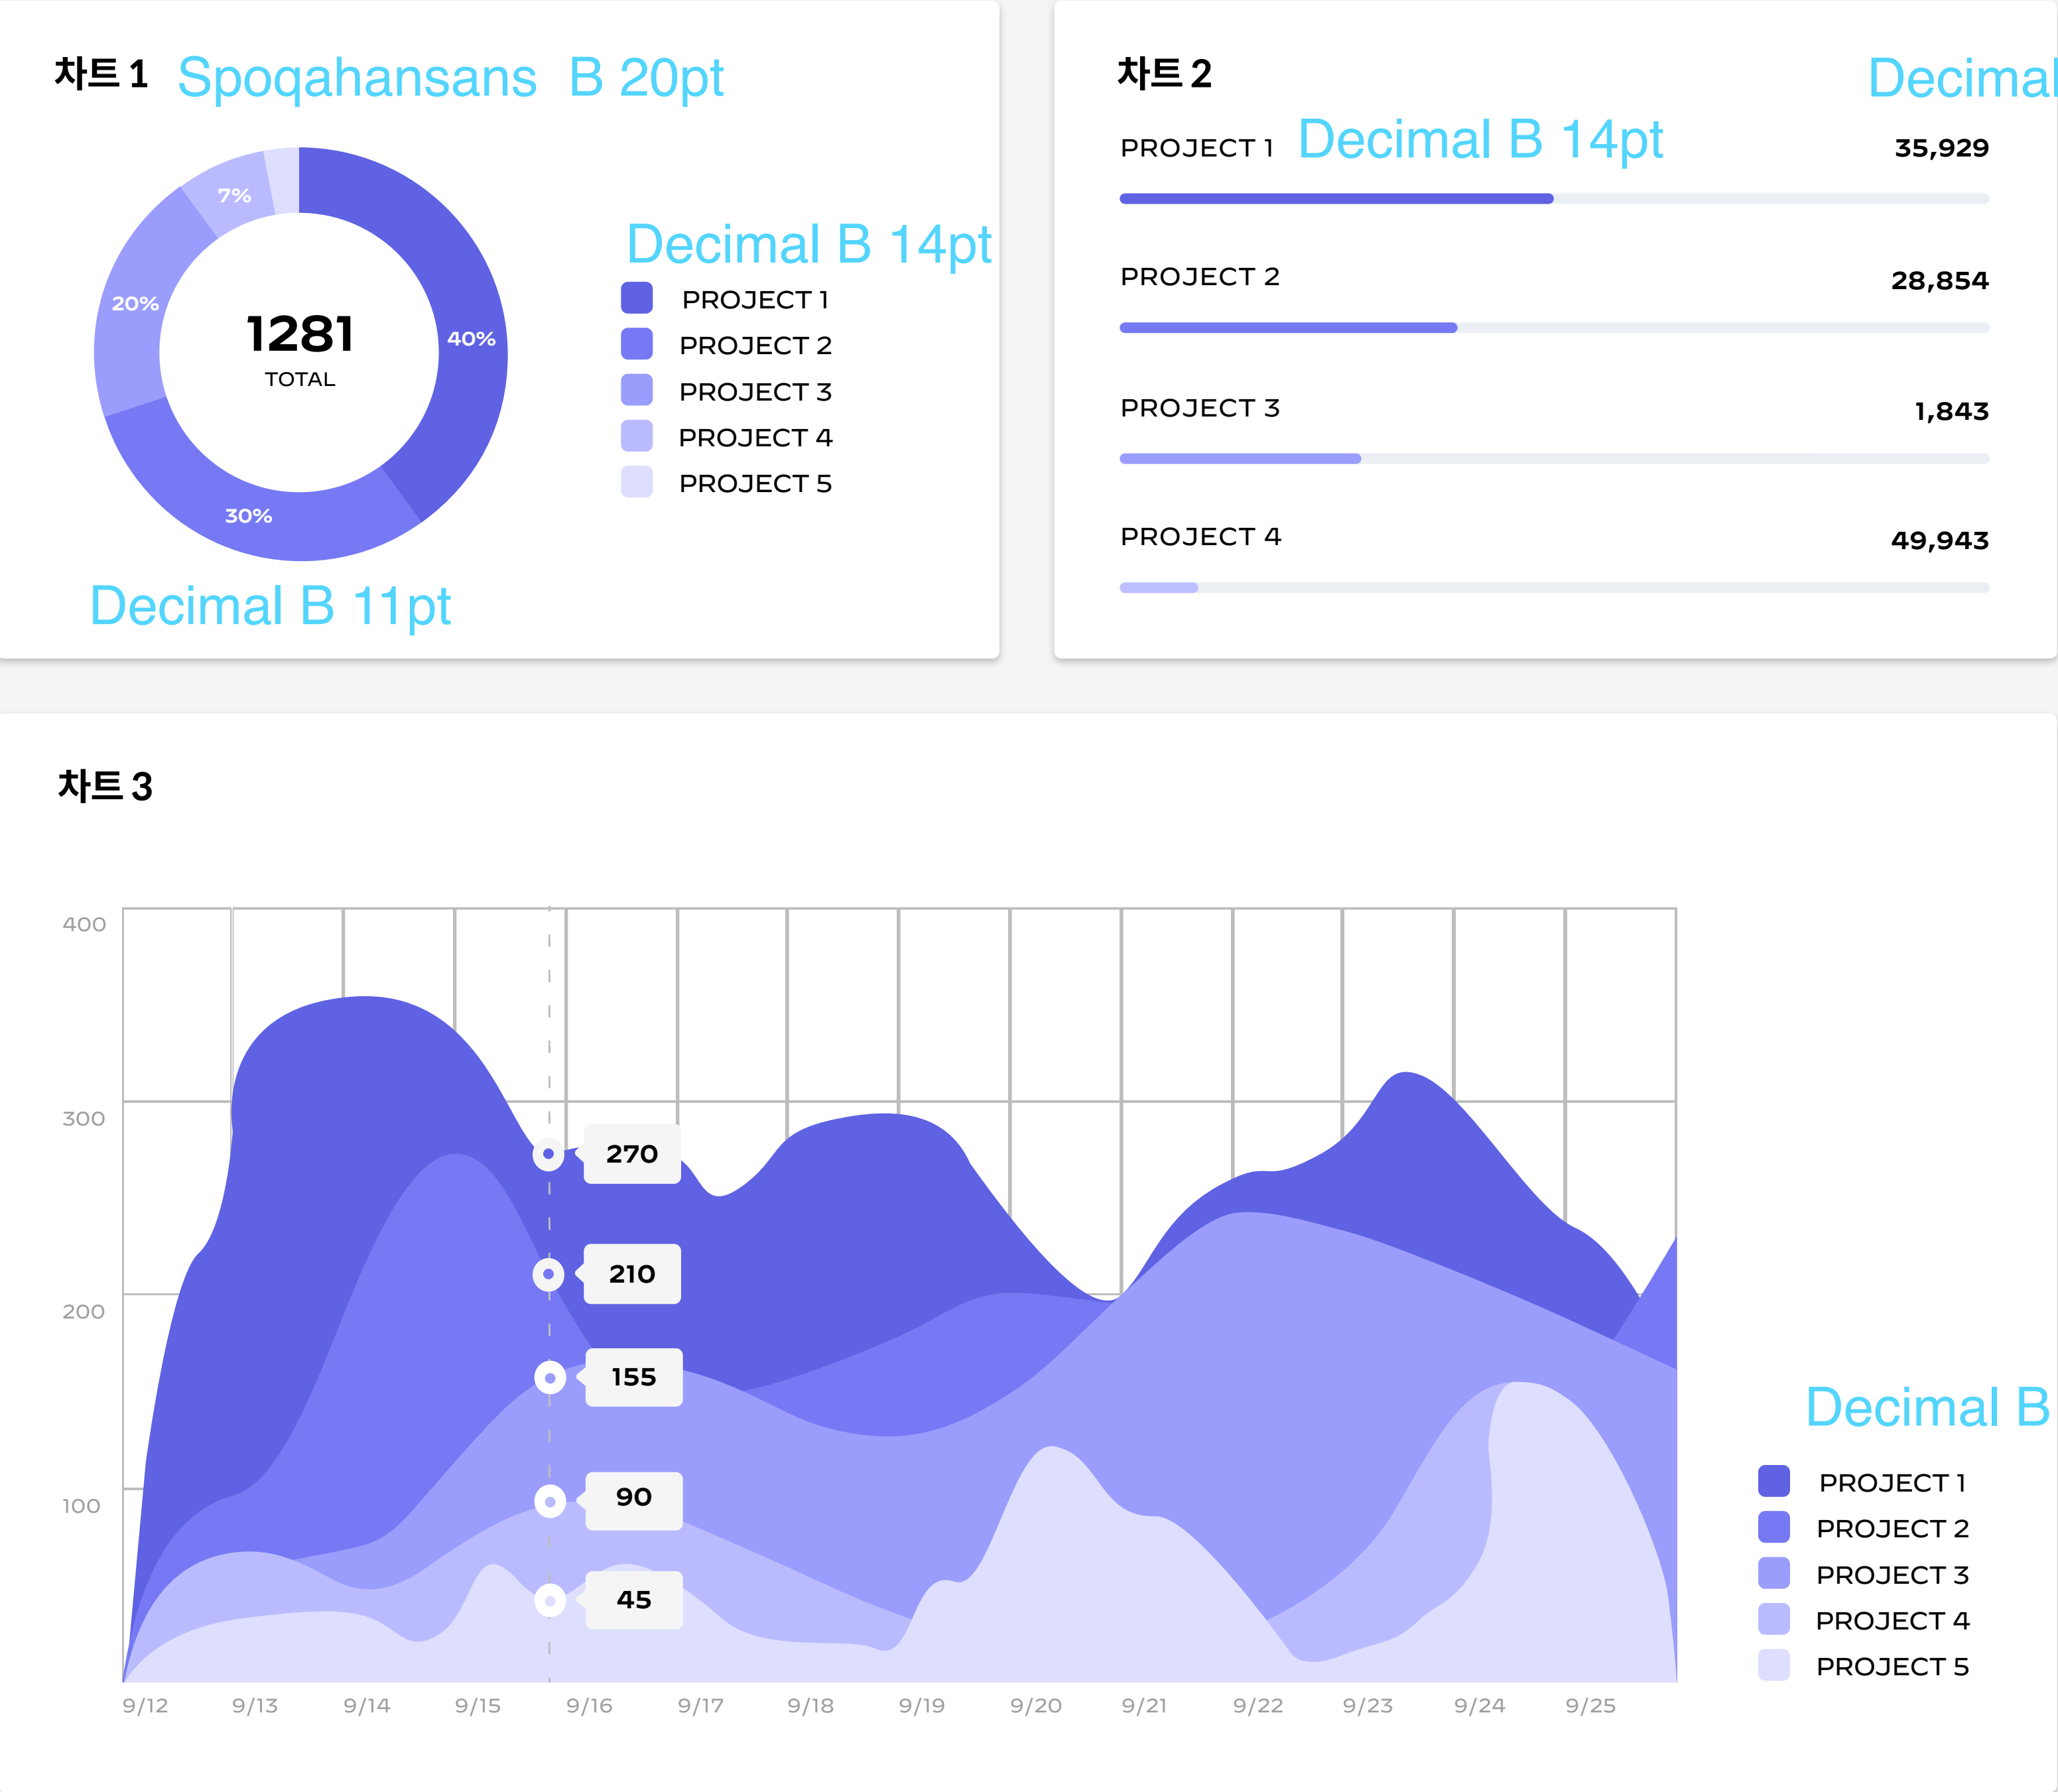 차트 1 Spoqahansans B 20pt
7%
20%
40%
30%
1281
TOTAL
Decimal B 14pt
PROJECT 1
PROJECT 2
PROJECT 3
PROJECT 4
PROJECT 5
Decimal B 11pt
차트 2 Decimal
PROJECT 1 Decimal B 14pt 35,929
PROJECT 2 28,854
PROJECT 3 1,843
PROJECT 4 49,943
차트 3
400
300
200
100
270
210
155
90
45
9/12 9/13 9/14 9/15 9/16 9/17 9/18 9/19 9/20 9/21 9/22 9/23 9/24 9/25
Decimal B
PROJECT 1
PROJECT 2
PROJECT 3
PROJECT 4
PROJECT 5